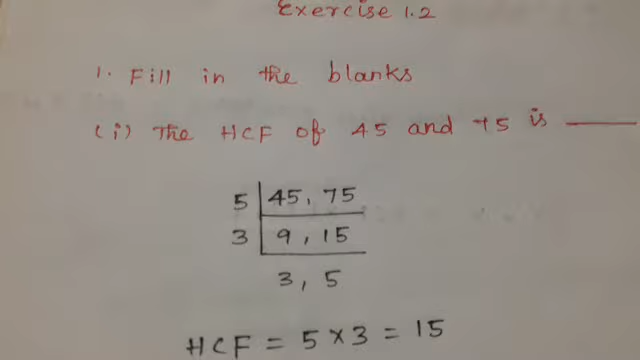 Exercise 1.2
1. Fill in the blanks
(i) The HCF of 45 and 75 is ____
5 | 45, 75
3 | 9, 15
3, 5
HCF = 5 × 3 = 15